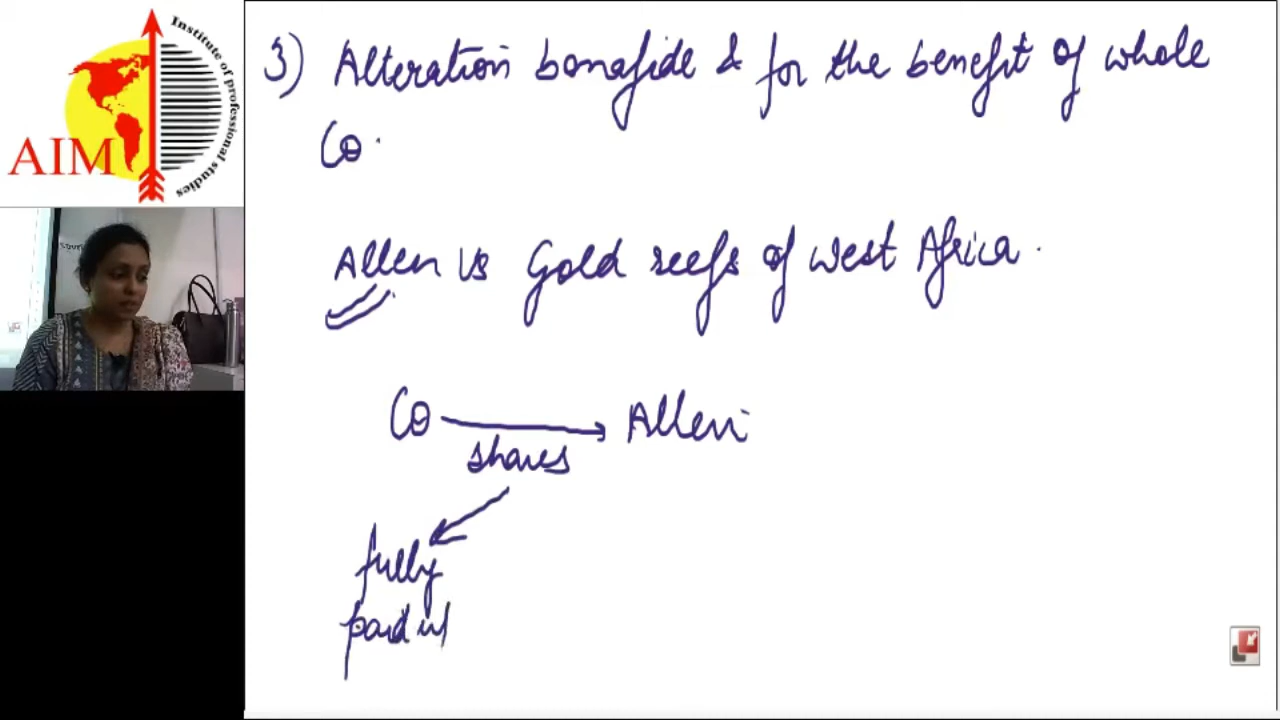 AIM
Institute of professional studies
3) Alteration bonafide & for the benefit of whole
Co.
Allen vs Gold reefs of West Africa.
Co → Allen
shares
fully
paid